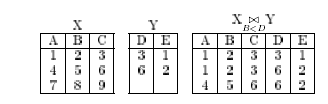 X Y X ⋈ Y
B<D
A B C D E A B C D E
1 2 3 3 1 1 2 3 3 1
4 5 6 6 2 1 2 3 6 2
7 8 9 4 5 6 6 2